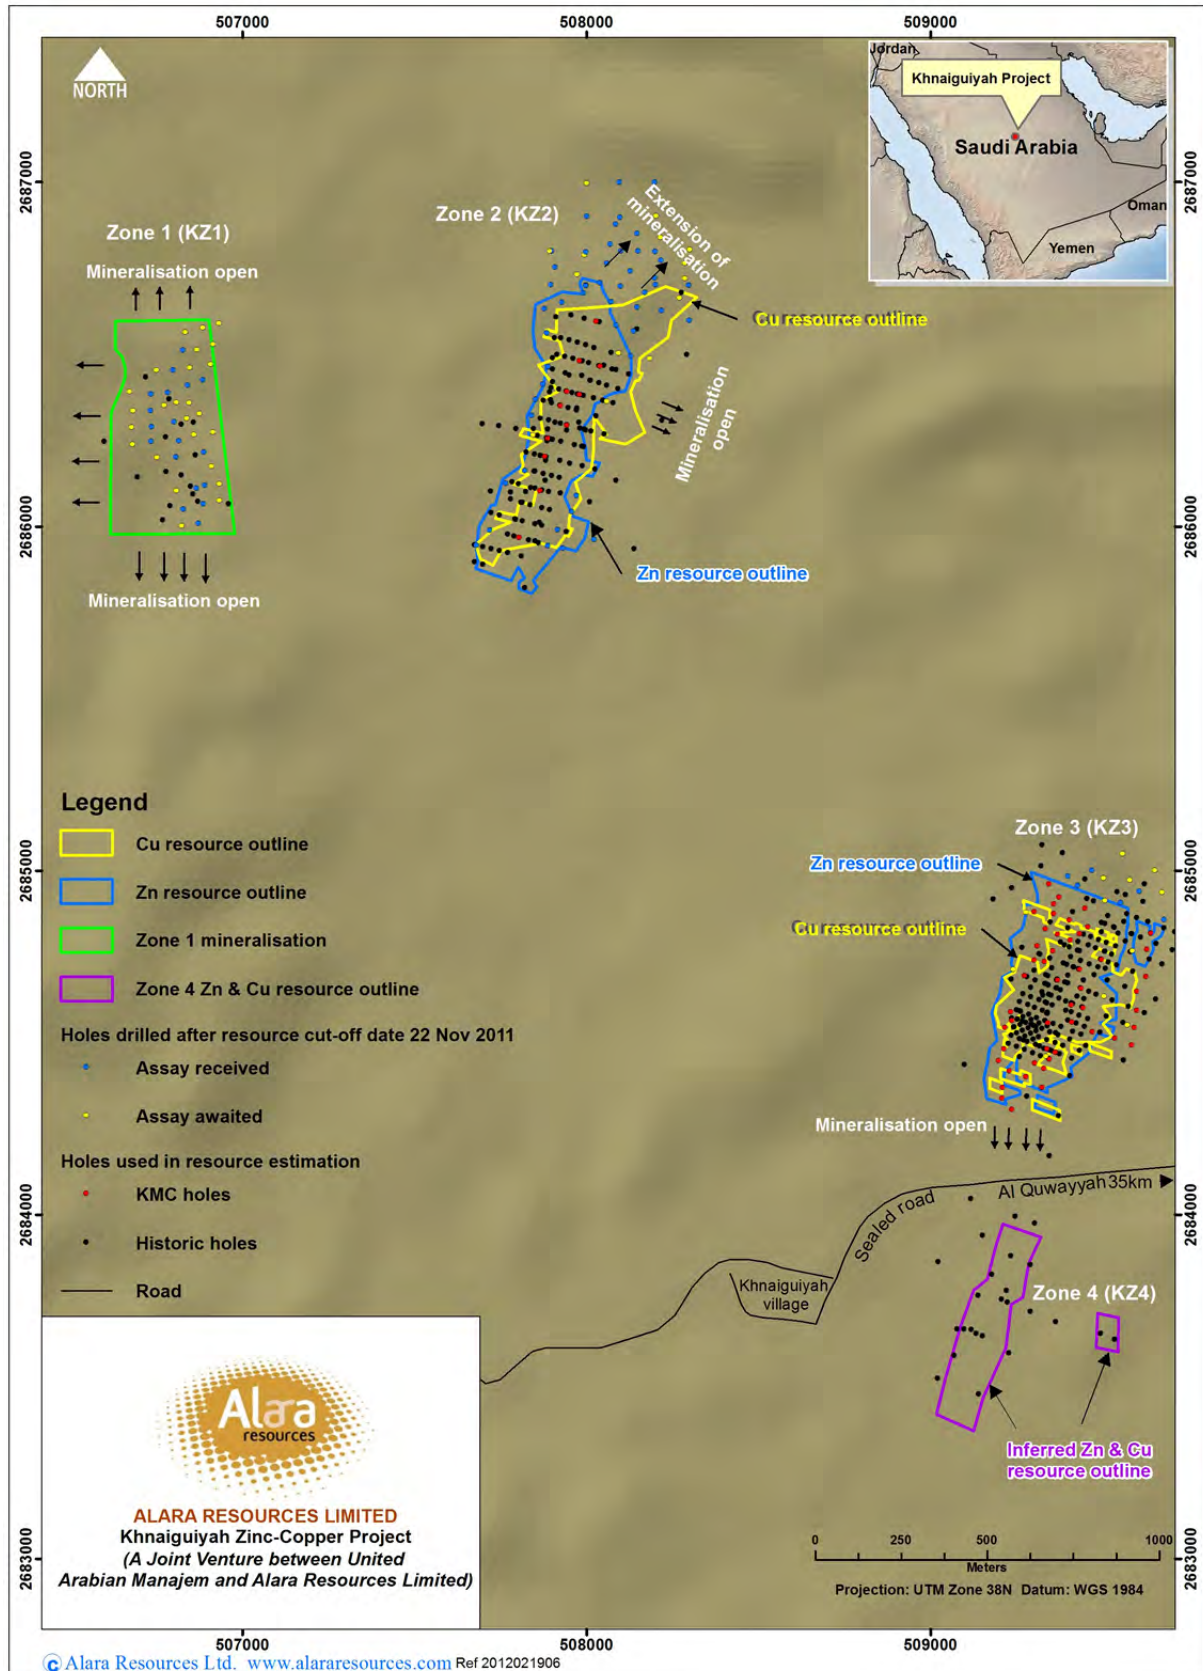 507000
508000
509000
NORTH
Jordan
Khnaiguiyah Project
Saudi Arabia
Oman
Yemen
2687000
2687000
Zone 1 (KZ1)
Mineralisation open
Zone 2 (KZ2)
Extension of
mineralisation
Cu resource outline
Mineralisation
open
2686000
2686000
Zn resource outline
Mineralisation open
Legend
Cu resource outline
Zn resource outline
Zone 1 mineralisation
Zone 4 Zn & Cu resource outline
Holes drilled after resource cut-off date 22 Nov 2011
Assay received
Assay awaited
Holes used in resource estimation
KMC holes
Historic holes
Road
Zone 3 (KZ3)
Zn resource outline
2685000
2685000
Cu resource outline
Mineralisation open
Al Quwayyah 35km
Sealed road
2684000
2684000
Khnaiguiyah
village
Zone 4 (KZ4)
Inferred Zn & Cu
resource outline
Alara
resources
ALARA RESOURCES LIMITED
Khnaiguiyah Zinc-Copper Project
(A Joint Venture between United
Arabian Manajem and Alara Resources Limited)
0 250 500 1000
Meters
Projection: UTM Zone 38N Datum: WGS 1984
2683000
2683000
507000
508000
509000
© Alara Resources Ltd. www.alararesources.com Ref 2012021906